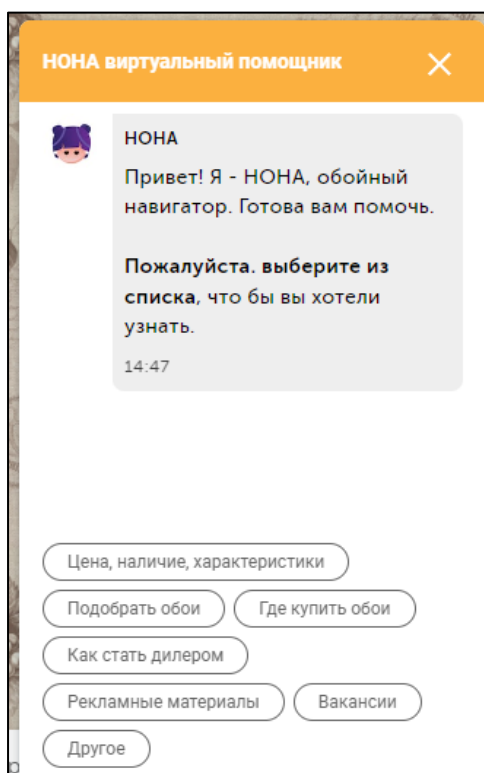 НОНА виртуальный помощник
НОНА
Привет! Я - НОНА, обойный
навигатор. Готова вам помочь.
Пожалуйста. выберите из
списка, что бы вы хотели
узнать.
14:47
Цена, наличие, характеристики
Подобрать обои
Где купить обои
Как стать дилером
Рекламные материалы
Вакансии
Другое